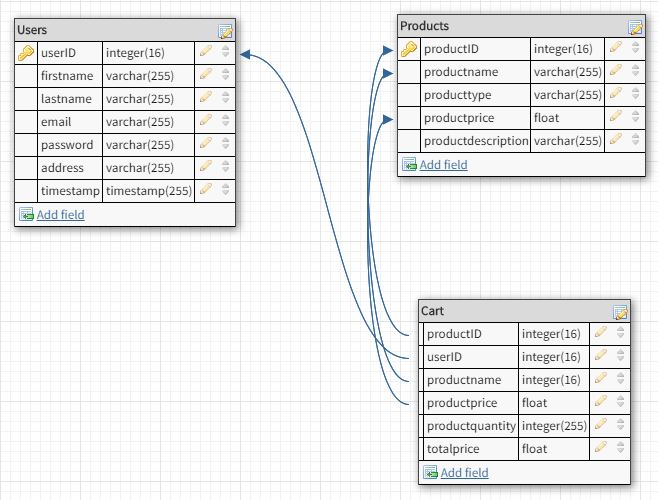 Users
userID integer(16)
firstname varchar(255)
lastname varchar(255)
email varchar(255)
password varchar(255)
address varchar(255)
timestamp timestamp(255)
Add field
Products
productID integer(16)
productname varchar(255)
producttype varchar(255)
productprice float
productdescription varchar(255)
Add field
Cart
productID integer(16)
userID integer(16)
productname integer(16)
productprice float
productquantity integer(255)
totalprice float
Add field